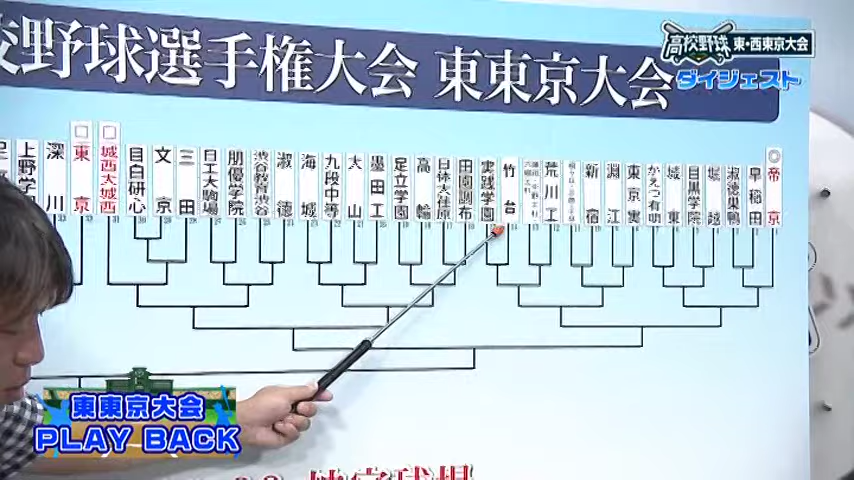 高校野球 東・西東京大会
ダイジェスト
校野球選手権大会 東東京大会
上野学
深川
東京
城西大城西
目白研心
文京
三田
日工大駒場
朋優学院
渋谷教育渋谷
淑徳
海城
九段中等
大山
墨田工
足立学園
高輪
日体大荏原
田園調布
実践学園
竹台
荒川工
新宿
淵江
東京実
かえつ有明
城東
目黒学院
堀越
淑徳巣鴨
早稲田
帝京
東東京大会
PLAY BACK